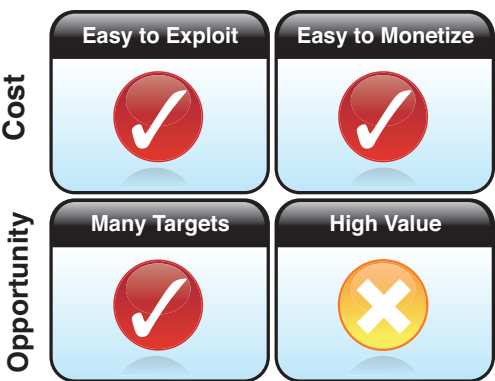 Cost
Easy to Exploit
Easy to Monetize
Opportunity
Many Targets
High Value